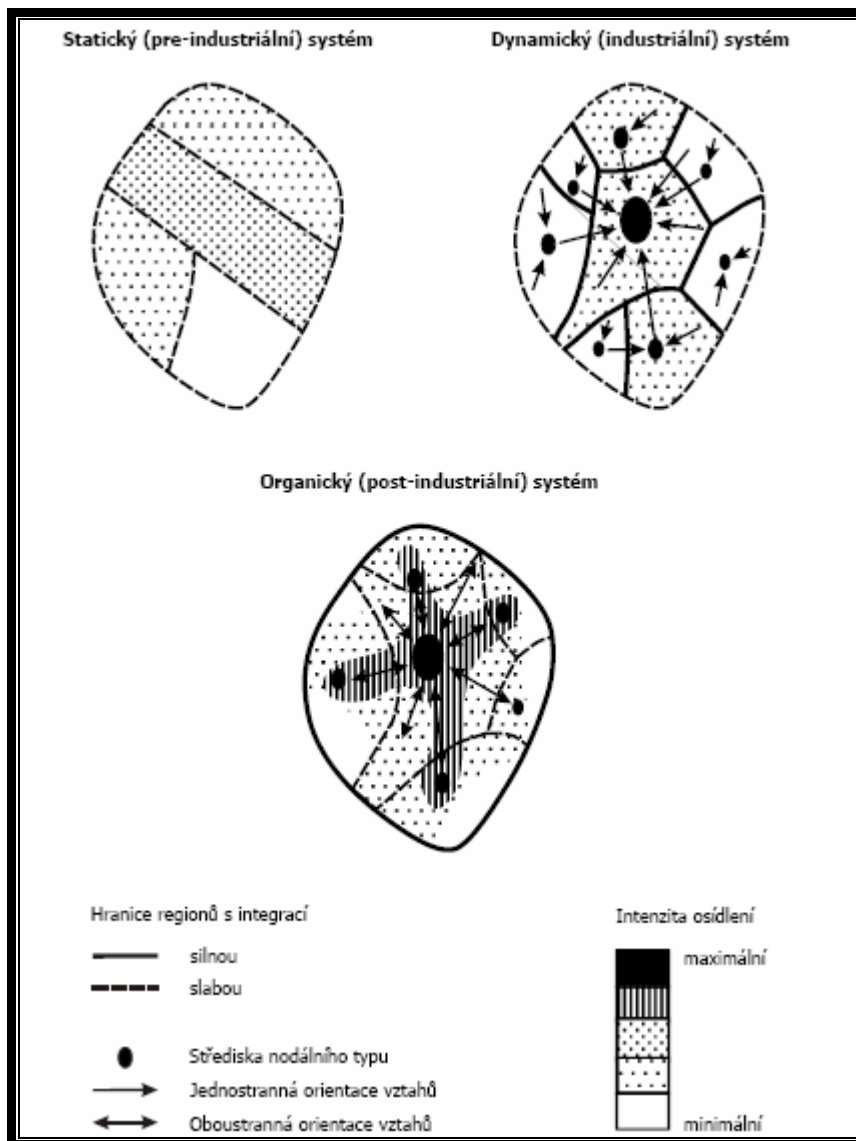 Statický (pre-industriální) systém
Dynamický (industriální) systém
Organický (post-industriální) systém
Hranice regionů s integrací
silnou
slabou
Střediska nodálního typu
Jednostranná orientace vztahů
Oboustranná orientace vztahů
Intenzita osídlení
maximální
minimální